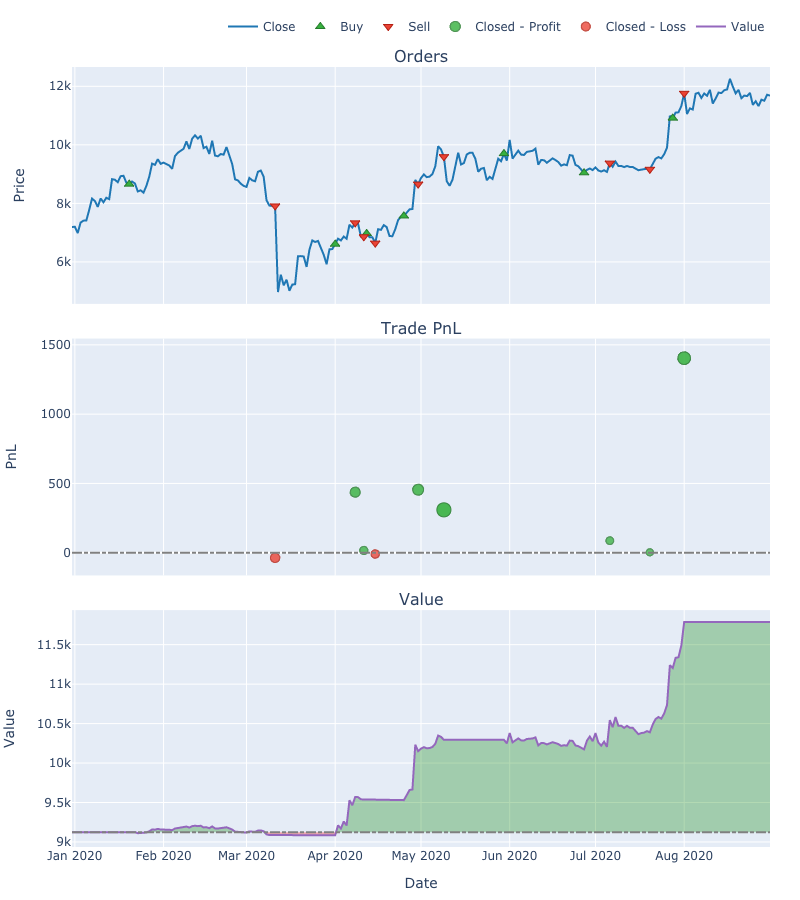 Close Buy Sell Closed - Profit Closed - Loss Value
Orders
12k
10k
8k
6k
Price
Trade PnL
1500
1000
500
0
PnL
Value
11.5k
11k
10.5k
10k
9.5k
9k
Value
Jan 2020 Feb 2020 Mar 2020 Apr 2020 May 2020 Jun 2020 Jul 2020 Aug 2020
Date